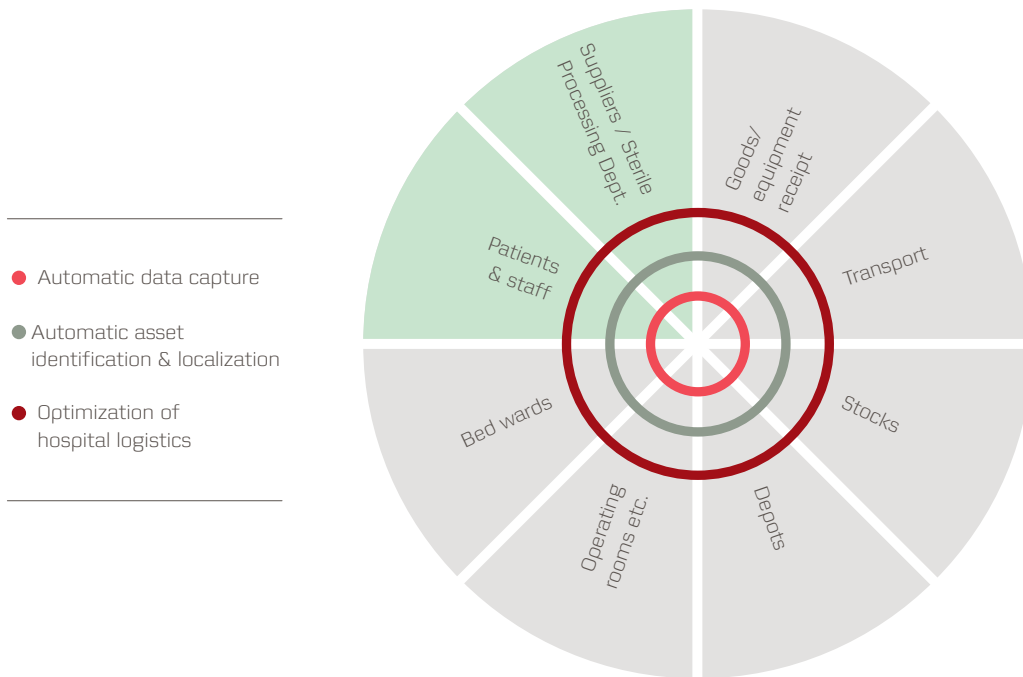 Automatic data capture
Automatic asset
identification & localization
Optimization of
hospital logistics
Suppliers / Sterile
Processing Dept.
Goods/
equipment
receipt
Transport
Stocks
Depots
Operating
rooms etc.
Bed wards
Patients
& staff